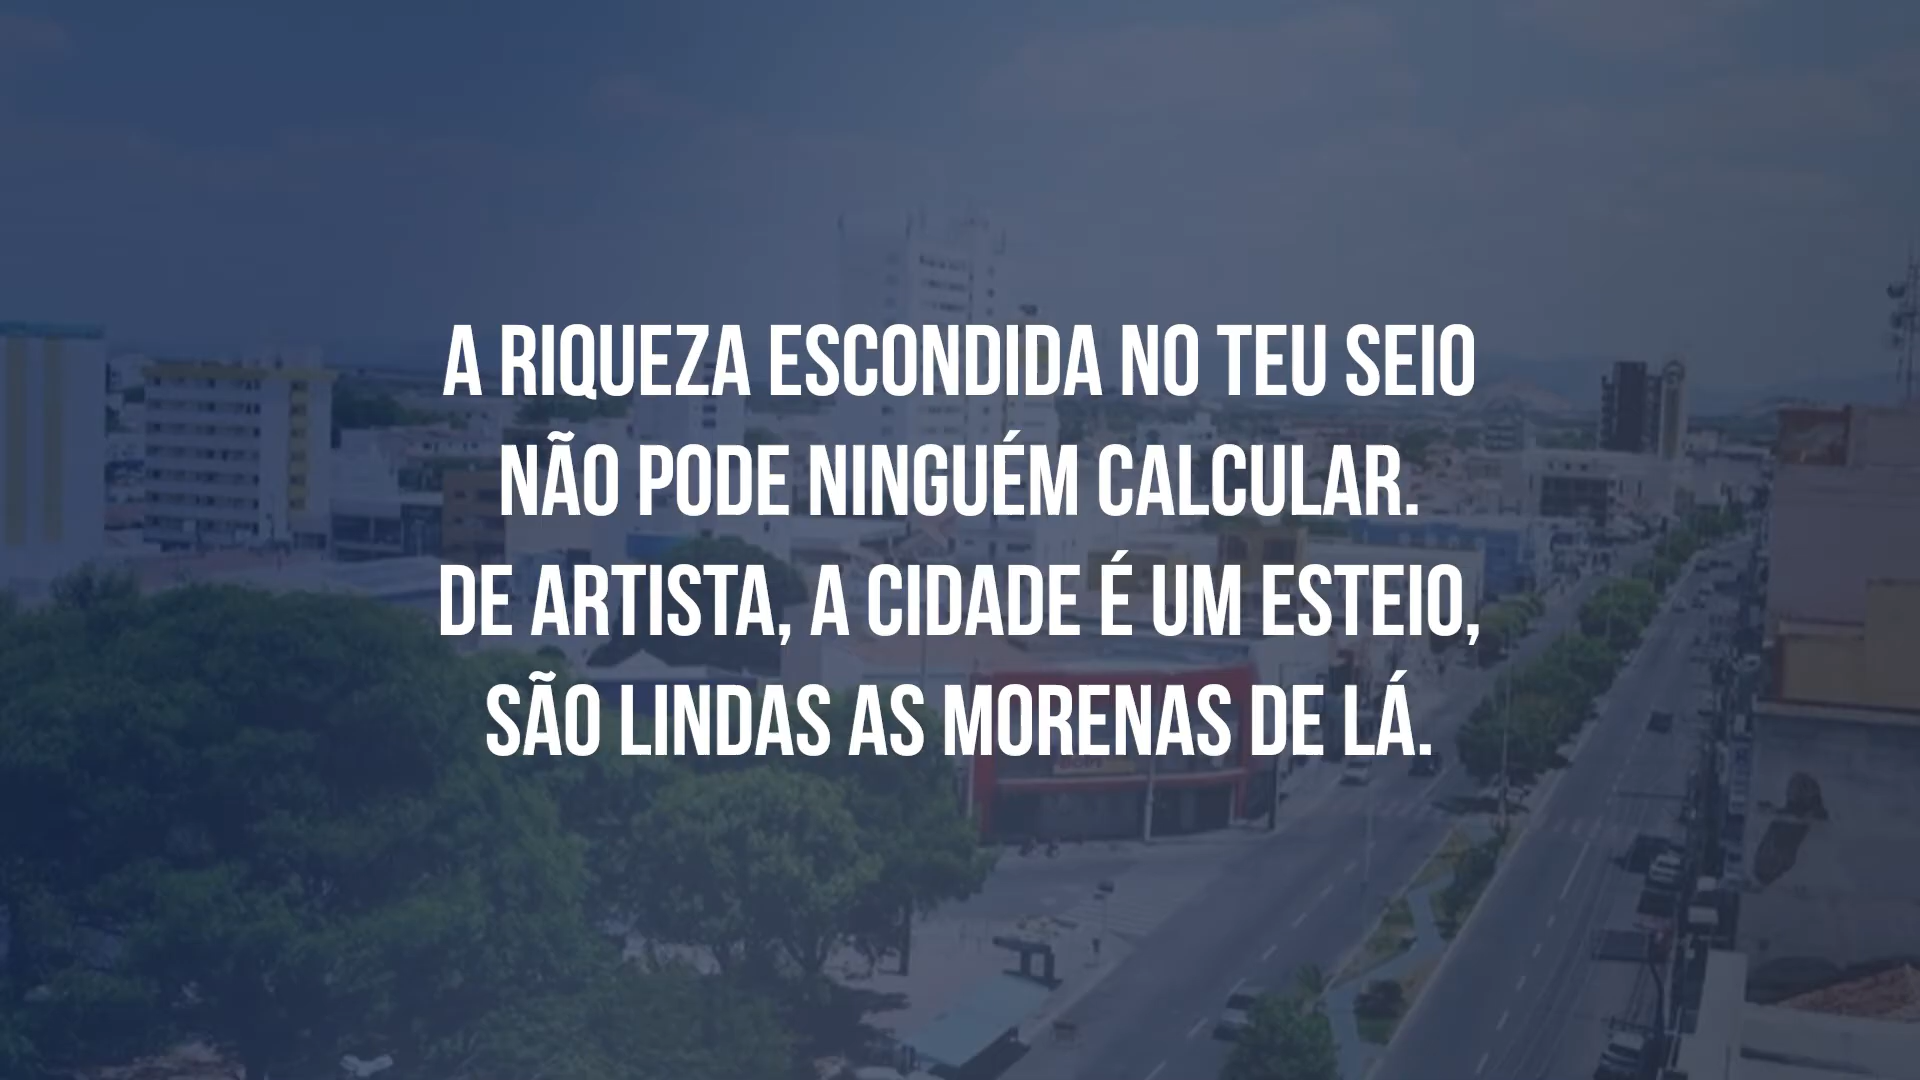 A RIQUEZA ESCONDIDA NO TEU SEIO
NÃO PODE NINGUÉM CALCULAR.
DE ARTISTA, A CIDADE É UM ESTEIO,
SÃO LINDAS AS MORENAS DE LÁ.